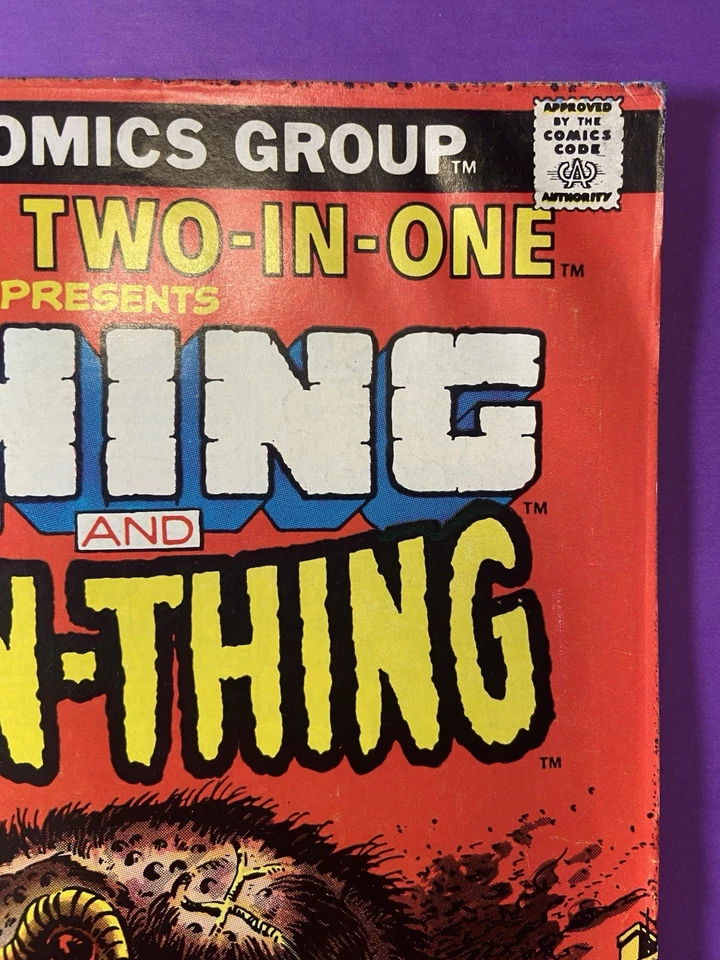 OMICS GROUP TM
APPROVED
BY THE
COMICS
CODE
CA
AUTHORITY
TWO-IN-ONE TM
PRESENTS
HING TM
AND
N-THING TM